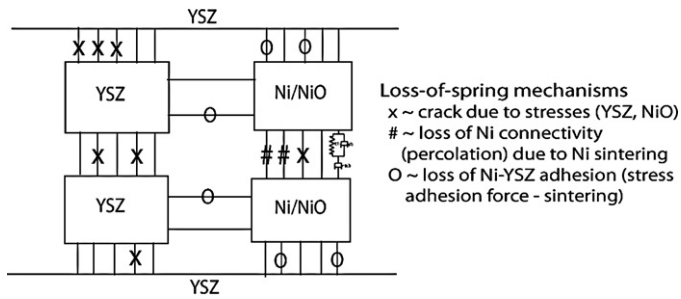 YSZ
x x x
O O
YSZ
Ni/NiO
O
x x
# # x
YSZ
Ni/NiO
O
x
O O
YSZ
Loss-of-spring mechanisms
x ~ crack due to stresses (YSZ, NiO)
# ~ loss of Ni connectivity
(percolation) due to Ni sintering
O ~ loss of Ni-YSZ adhesion (stress
adhesion force - sintering)